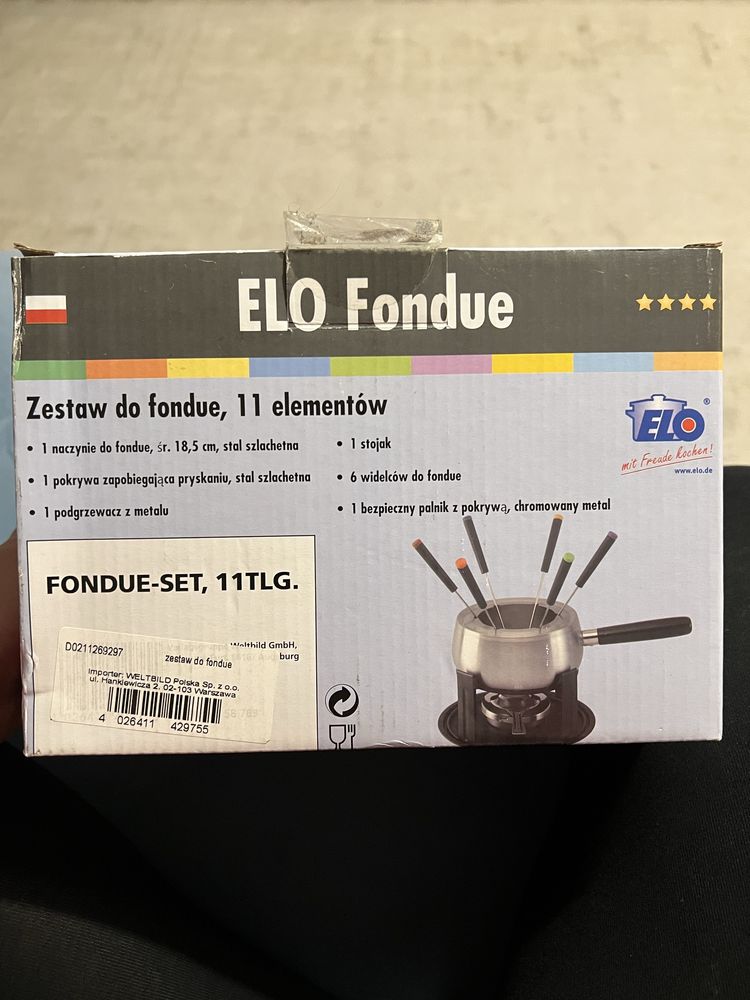 ELO Fondue
Zestaw do fondue, 11 elementów
• 1 naczynie do fondue, śr. 18,5 cm, stal szlachetna
• 1 pokrywa zapobiegająca pryskaniu, stal szlachetna
• 1 podgrzewacz z metalu
• 1 stojak
• 6 widelców do fondue
• 1 bezpieczny palnik z pokrywą, chromowany metal
ELO®
mit Freude kochen!
www.elo.de
FONDUE-SET, 11TLG.
Weltbild GmbH,
burg
D0211269297
zestaw do fondue
Importer: WELTBILD Polska Sp. z o.o.
ul. Hankiewicza 2, 02-103 Warszawa
4 026411 429755